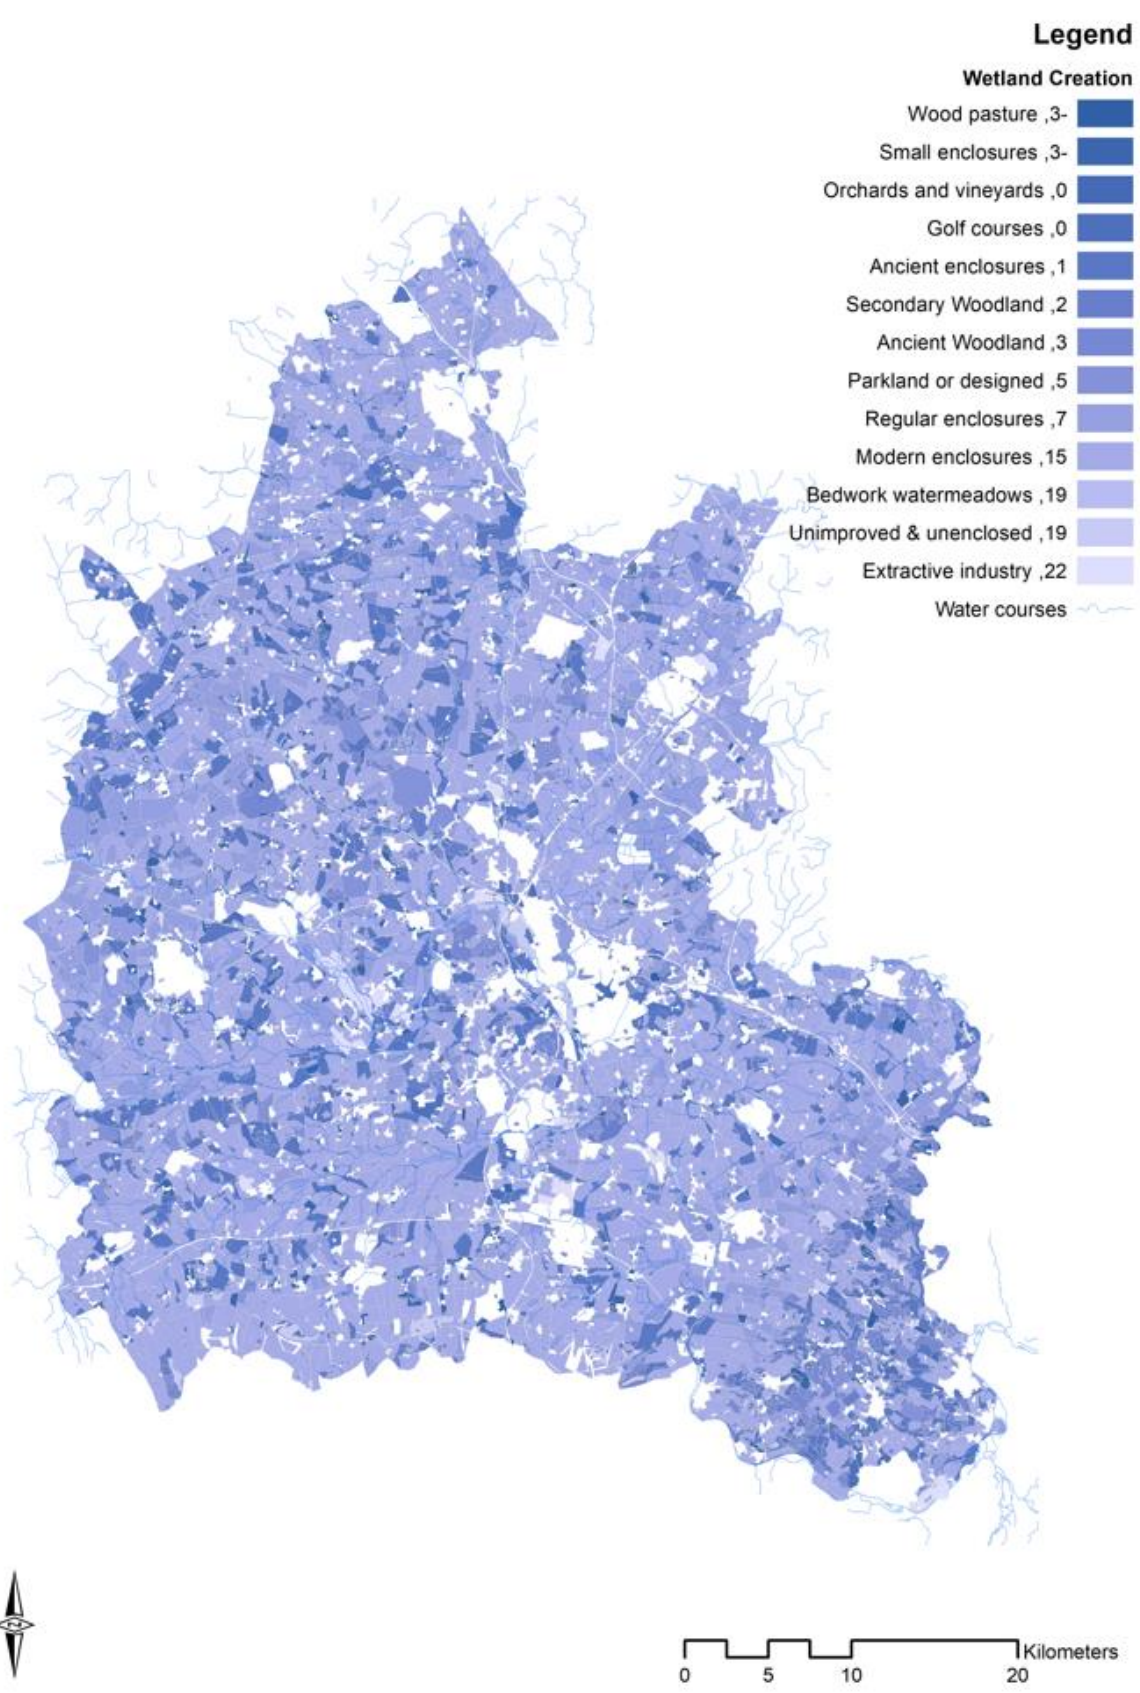 Legend
Wetland Creation
Wood pasture ,3-
Small enclosures ,3-
Orchards and vineyards ,0
Golf courses ,0
Ancient enclosures ,1
Secondary Woodland ,2
Ancient Woodland ,3
Parkland or designed ,5
Regular enclosures ,7
Modern enclosures ,15
Bedwork watermeadows ,19
Unimproved & unenclosed ,19
Extractive industry ,22
Water courses
N
Kilometers
0 5 10 20